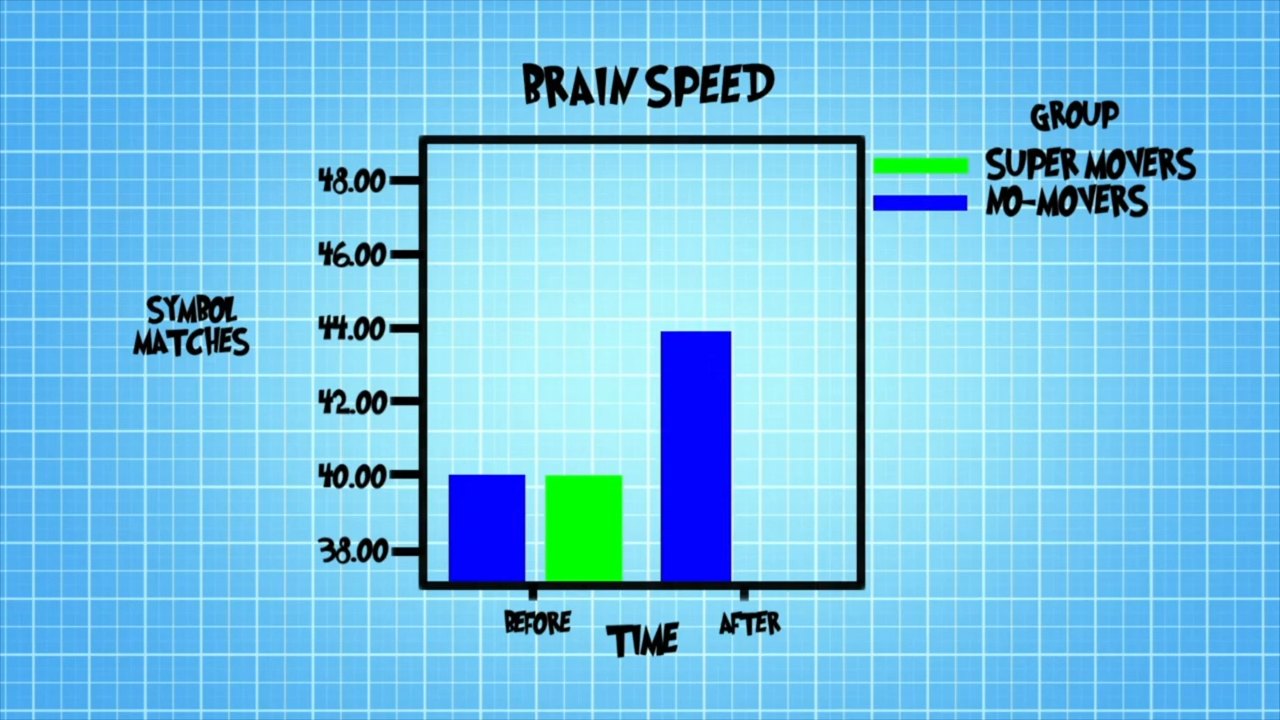 BRAIN SPEED
GROUP
SUPER MOVERS
NO-MOVERS
SYMBOL
MATCHES
48.00
46.00
44.00
42.00
40.00
38.00
BEFORE
AFTER
TIME